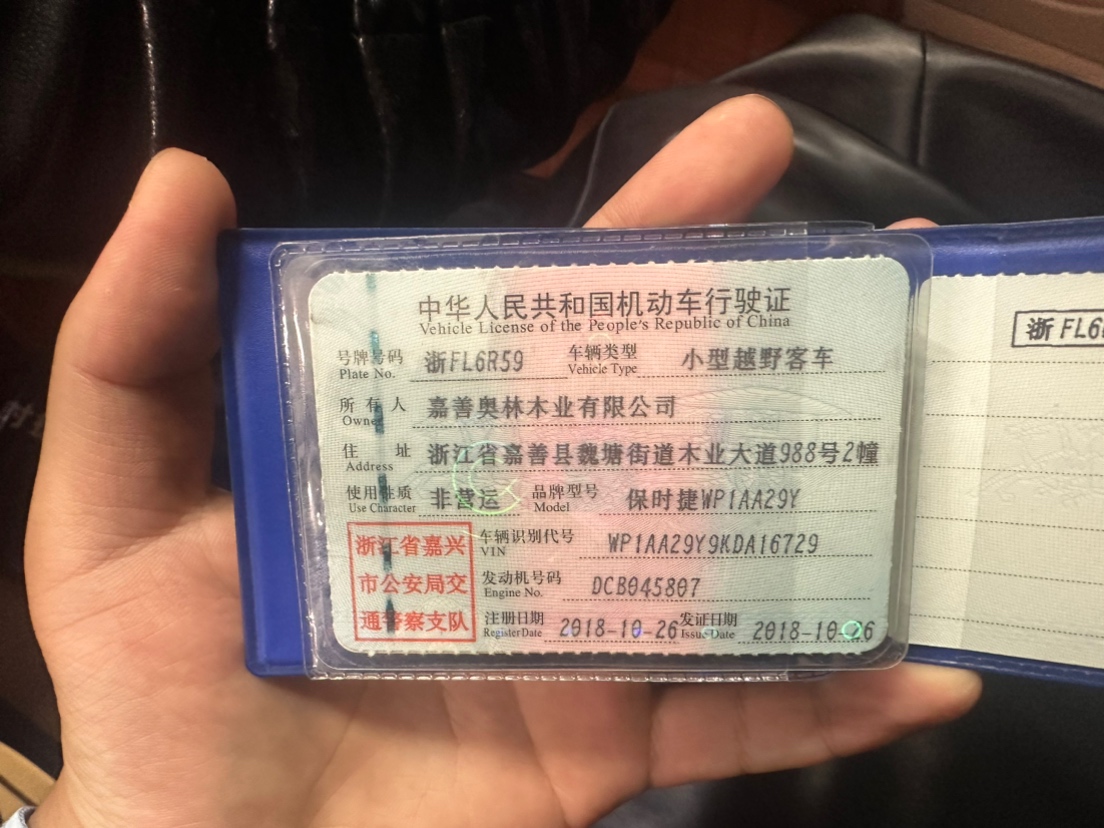 中华人民共和国机动车行驶证
Vehicle License of the People's Republic of China
号牌号码 浙FL6R59 车辆类型 小型越野客车
Plate No. Vehicle Type
所有人 嘉善奥林木业有限公司
Owner
住址 浙江省嘉善县魏塘街道木业大道988号2幢
Address
使用性质 非营运 品牌型号 保时捷WP1AA29Y
Use Character Model
浙江省嘉兴
市公安局交
通警察支队
车辆识别代号 WP1AA29Y9KDA16729
VIN
发动机号码 DCB045807
Engine No.
注册日期 2018-10-26 发证日期 2018-10-26
Register Date Issue Date
浙FL6